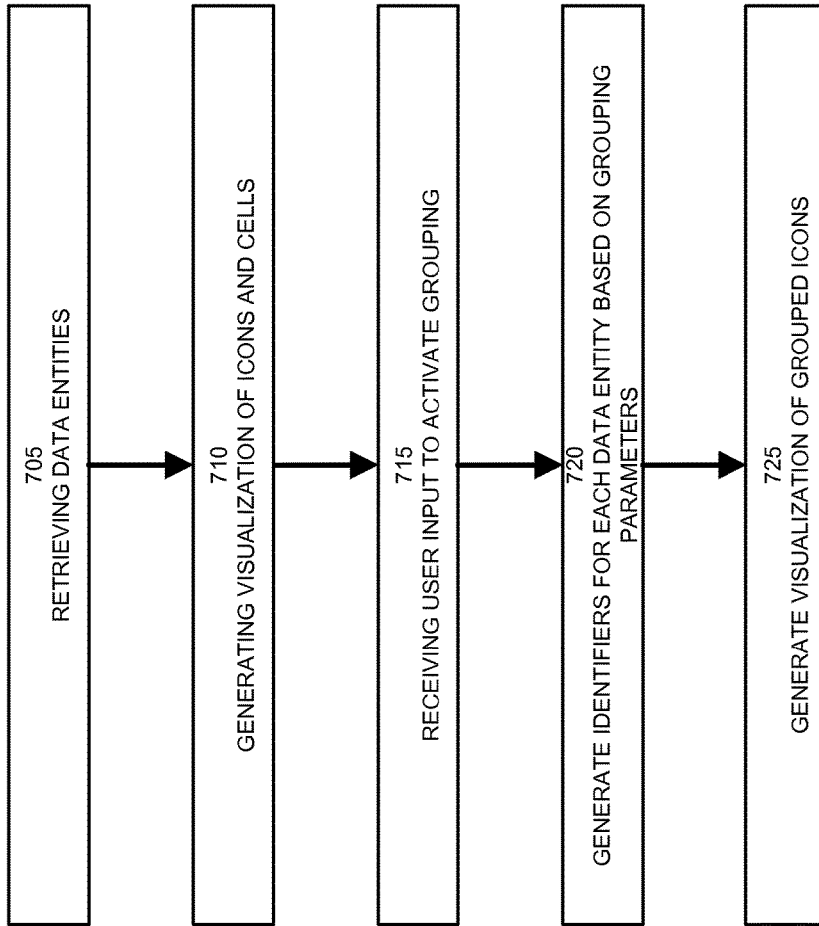 705
RETRIEVING DATA ENTITIES
710
GENERATING VISUALIZATION OF ICONS AND CELLS
715
RECEIVING USER INPUT TO ACTIVATE GROUPING
720
GENERATE IDENTIFIERS FOR EACH DATA ENTITY BASED ON GROUPING
PARAMETERS
725
GENERATE VISUALIZATION OF GROUPED ICONS